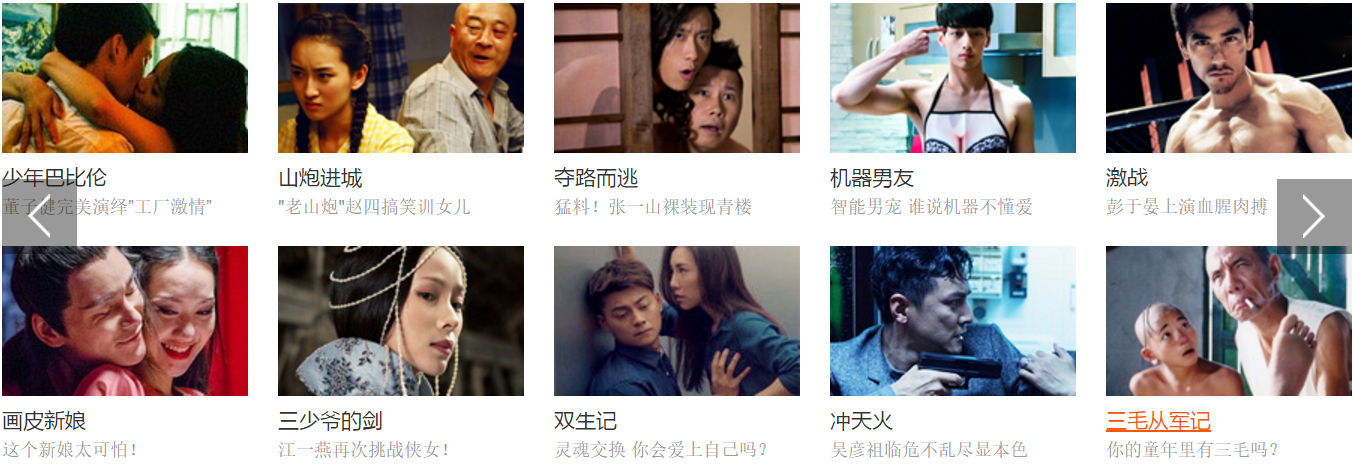 少年巴比伦
山炮进城
夺路而逃
机器男友
激战
董子健完美演绎"工厂激情"
"老山炮"赵四搞笑训女儿
猛料！张一山裸装现青楼
智能男宠 谁说机器不懂爱
彭于晏上演血腥肉搏
画皮新娘
三少爷的剑
双生记
冲天火
三毛从军记
这个新娘太可怕！
江一燕再次挑战侠女！
灵魂交换 你会爱上自己吗？
吴彦祖临危不乱尽显本色
你的童年里有三毛吗？